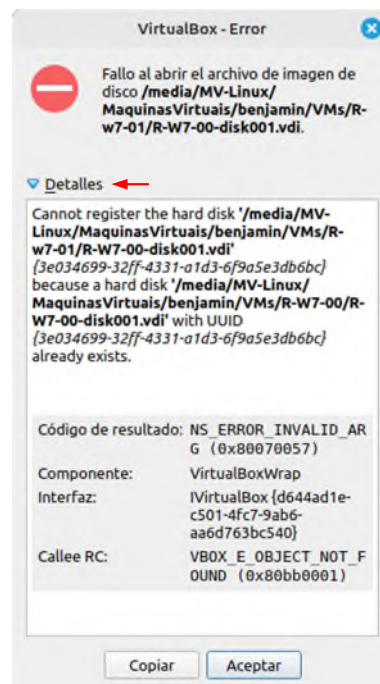 VirtualBox - Error
Fallo al abrir el archivo de imagen de
disco /media/MV-Linux/
MaquinasVirtuais/benjamin/VMs/R-
w7-01/R-W7-00-disk001.vdi.
Detalles
Cannot register the hard disk '/media/MV-
Linux/MaquinasVirtuais/benjamin/VMs/R-
w7-01/R-W7-00-disk001.vdi'
{3e034699-32ff-4331-a1d3-6f9a5e3db6bc}
because a hard disk '/media/MV-Linux/
MaquinasVirtuais/benjamin/VMs/R-W7-00/R-
W7-00-disk001.vdi' with UUID
{3e034699-32ff-4331-a1d3-6f9a5e3db6bc}
already exists.
Código de resultado: NS_ERROR_INVALID_AR
G (0x80070057)
Componente: VirtualBoxWrap
Interfaz: IVirtualBox {d644ad1e-
c501-4fc7-9ab6-
aa6d763bc540}
Callee RC: VBOX_E_OBJECT_NOT_F
OUND (0x80bb0001)
Copiar Aceptar